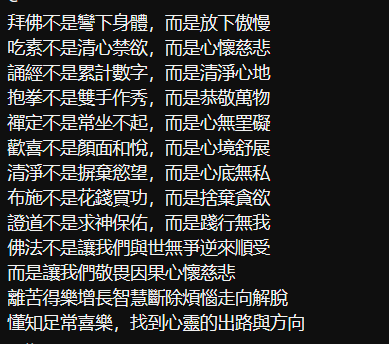 拜佛不是彎下身體，而是放下傲慢
吃素不是清心禁欲，而是心懷慈悲
誦經不是累計數字，而是清淨心地
抱拳不是雙手作秀，而是恭敬萬物
禪定不是常坐不起，而是心無罣礙
歡喜不是顏面和悅，而是心境舒展
清淨不是摒棄慾望，而是心底無私
布施不是花錢買功，而是捨棄貪欲
證道不是求神保佑，而是踐行無我
佛法不是讓我們與世無爭逆來順受
而是讓我們敬畏因果心懷慈悲
離苦得樂增長智慧斷除煩惱走向解脫
懂知足常喜樂，找到心靈的出路與方向